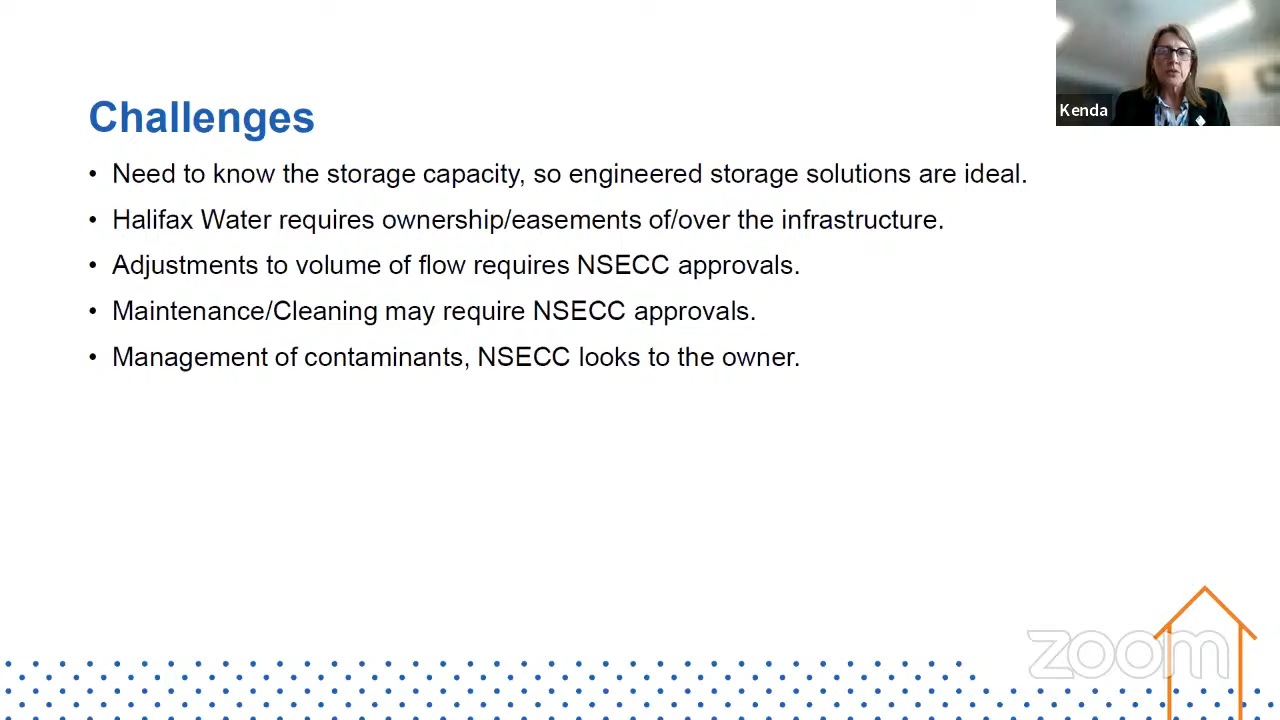 Kenda
Challenges
• Need to know the storage capacity, so engineered storage solutions are ideal.
• Halifax Water requires ownership/easements of/over the infrastructure.
• Adjustments to volume of flow requires NSECC approvals.
• Maintenance/Cleaning may require NSECC approvals.
• Management of contaminants, NSECC looks to the owner.
zoom